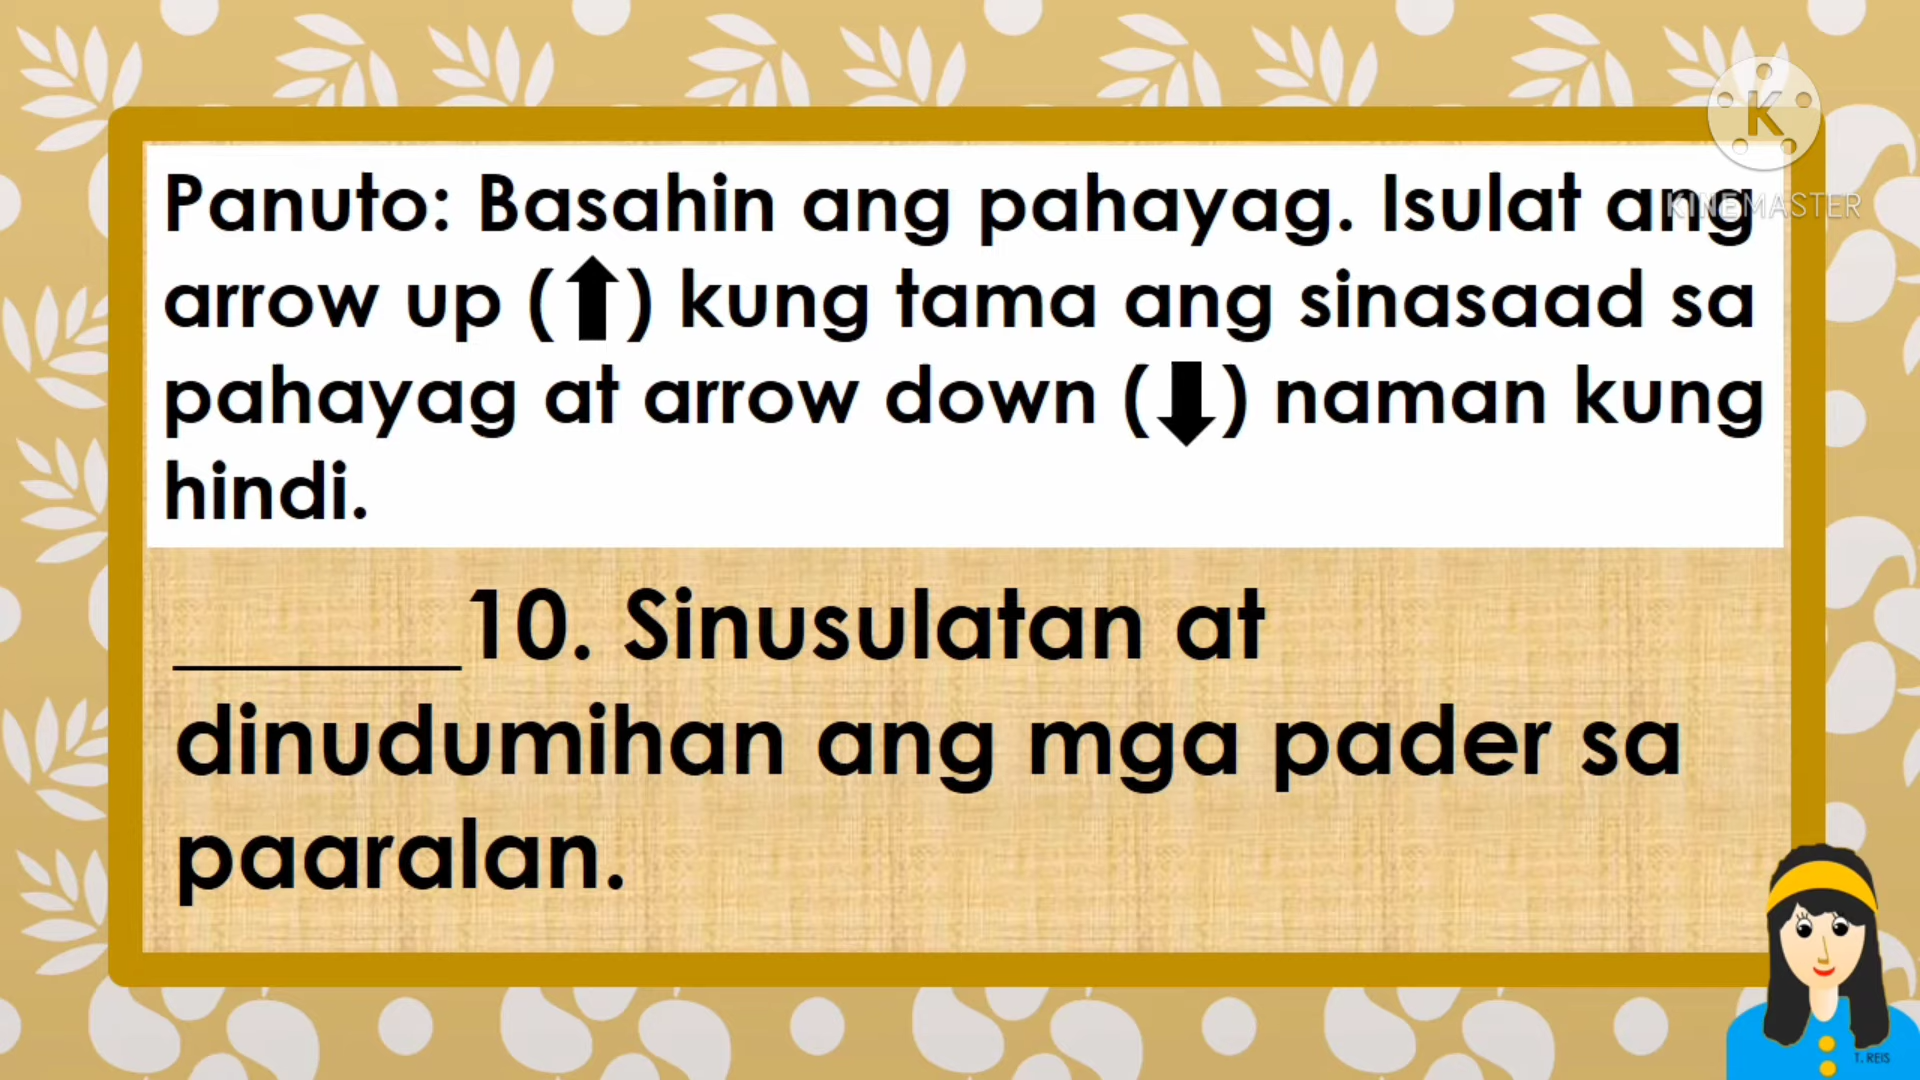 K
KINEMASTER
Panuto: Basahin ang pahayag. Isulat ang
arrow up (⬆) kung tama ang sinasaad sa
pahayag at arrow down (⬇) naman kung
hindi.
______10. Sinusulatan at
dinudumihan ang mga pader sa
paaralan.
T. REIS